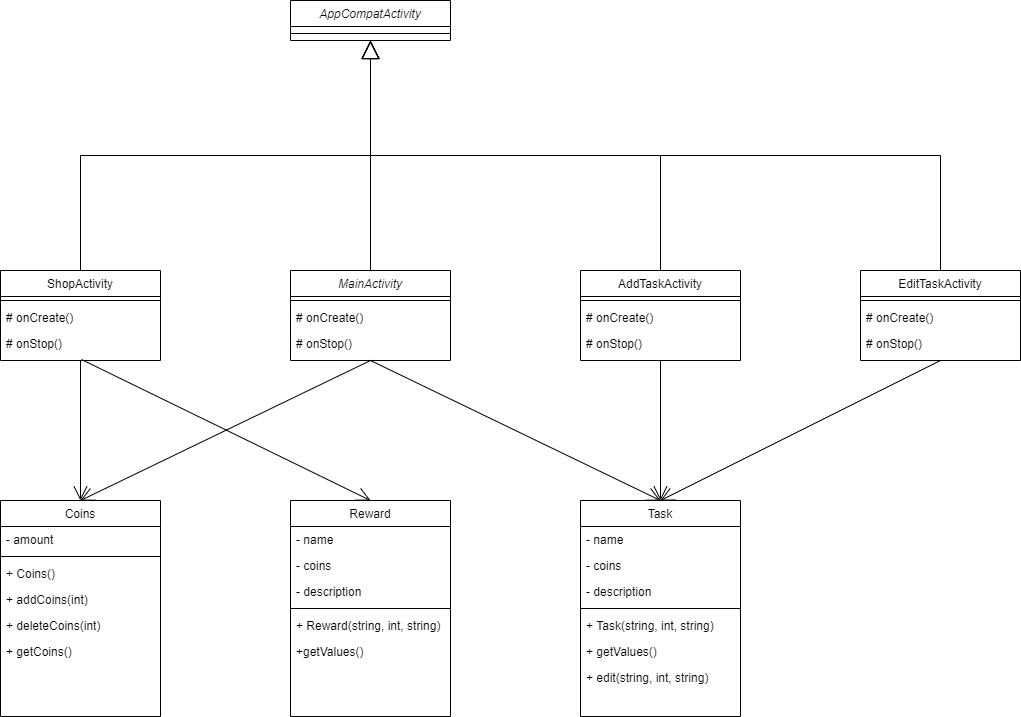 AppCompatActivity
ShopActivity
# onCreate()
# onStop()
MainActivity
# onCreate()
# onStop()
AddTaskActivity
# onCreate()
# onStop()
EditTaskActivity
# onCreate()
# onStop()
Coins
- amount
+ Coins()
+ addCoins(int)
+ deleteCoins(int)
+ getCoins()
Reward
- name
- coins
- description
+ Reward(string, int, string)
+getValues()
Task
- name
- coins
- description
+ Task(string, int, string)
+ getValues()
+ edit(string, int, string)